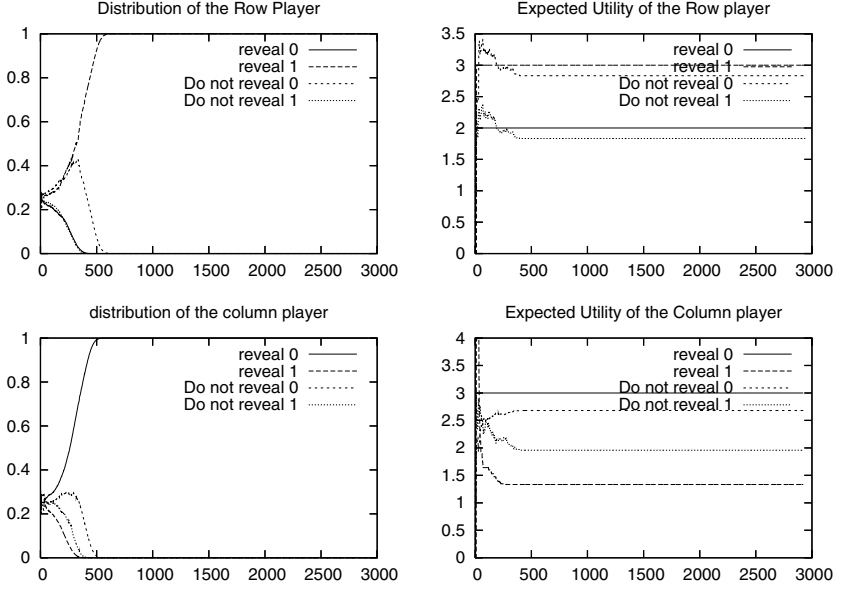 Distribution of the Row Player
1
0.8
0.6
0.4
0.2
0
0 500 1000 1500 2000 2500 3000
reveal 0
reveal 1
Do not reveal 0
Do not reveal 1
Expected Utility of the Row player
3.5
3
2.5
2
1.5
1
0.5
0
0 500 1000 1500 2000 2500 3000
reveal 0
reveal 1
Do not reveal 0
Do not reveal 1
distribution of the column player
1
0.8
0.6
0.4
0.2
0
0 500 1000 1500 2000 2500 3000
reveal 0
reveal 1
Do not reveal 0
Do not reveal 1
Expected Utility of the Column player
4
3.5
3
2.5
2
1.5
1
0.5
0
0 500 1000 1500 2000 2500 3000
reveal 0
reveal 1
Do not reveal 0
Do not reveal 1